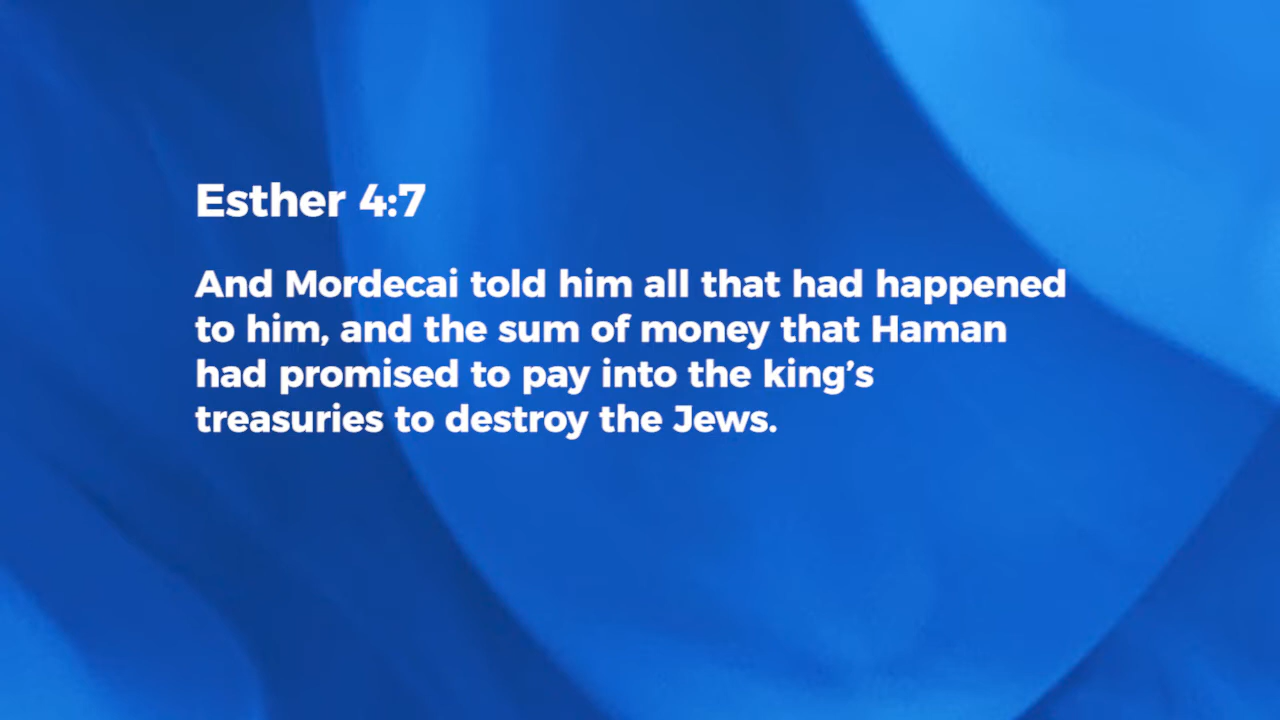 Esther 4:7
And Mordecai told him all that had happened
to him, and the sum of money that Haman
had promised to pay into the king’s
treasuries to destroy the Jews.